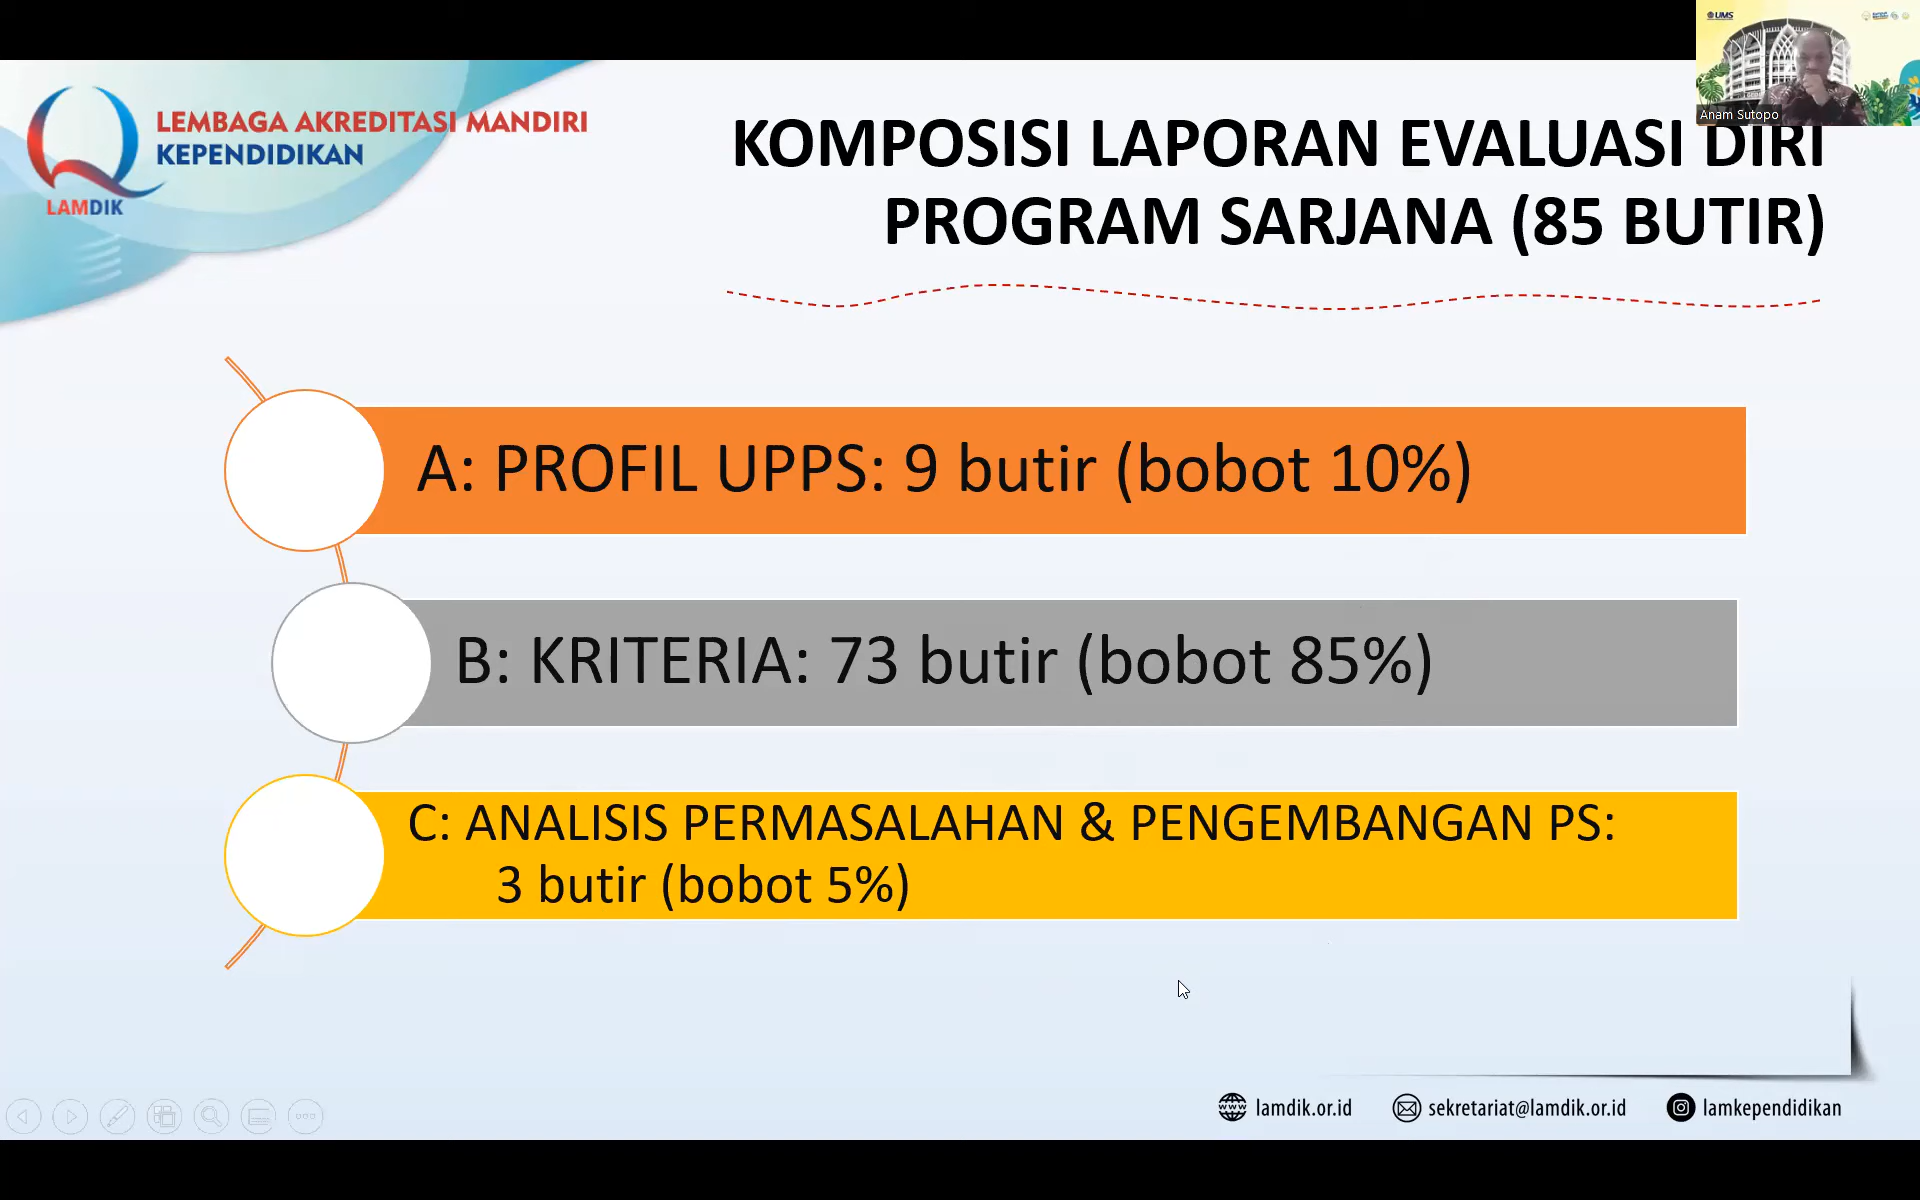 UMS
Anam Sutopo
LEMBAGA AKREDITASI MANDIRI
KEPENDIDIKAN
LAMDIK
KOMPOSISI LAPORAN EVALUASI DIRI
PROGRAM SARJANA (85 BUTIR)
A: PROFIL UPPS: 9 butir (bobot 10%)
B: KRITERIA: 73 butir (bobot 85%)
C: ANALISIS PERMASALAHAN & PENGEMBANGAN PS:
3 butir (bobot 5%)
lamdik.or.id
sekretariat@lamdik.or.id
lamkependidikan